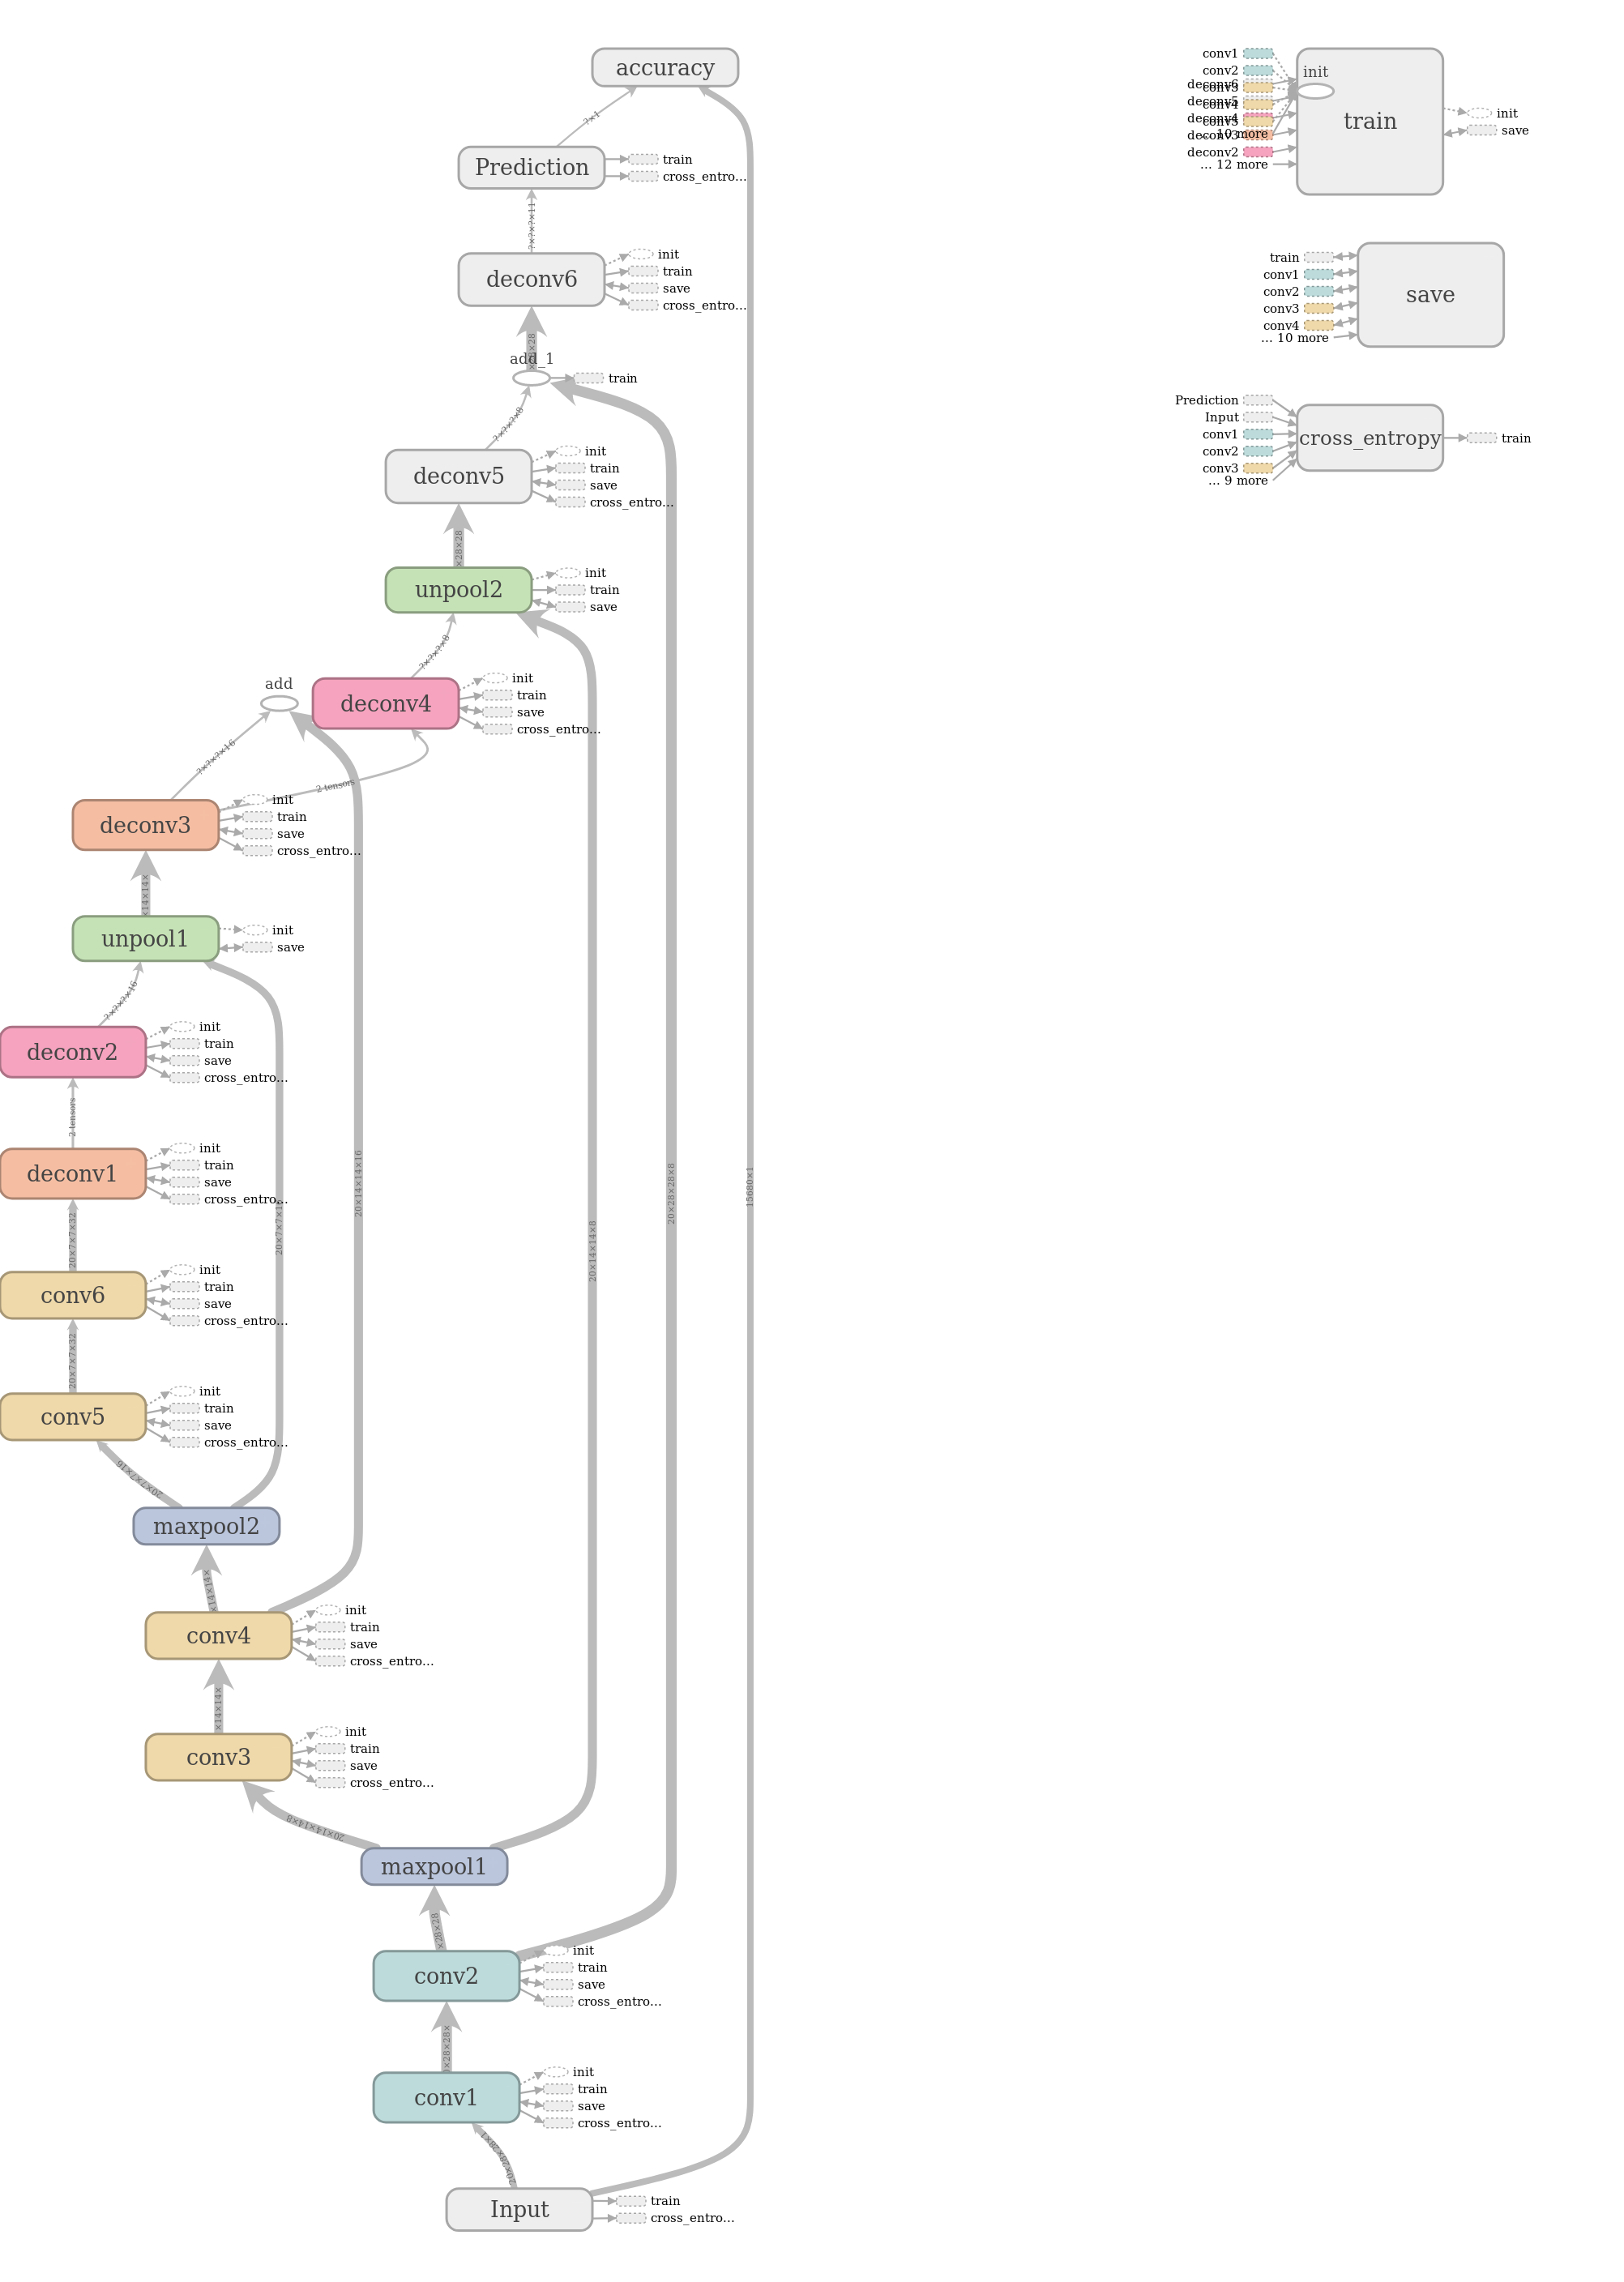 accuracy
?×1
Prediction
train
cross_entro...
?×?×?×11
deconv6
init
train
save
cross_entro...
×28
add_1
train
?×?×?×8
deconv5
init
train
save
cross_entro...
×28×28
unpool2
init
train
save
?×?×?×8
add
deconv4
init
train
save
cross_entro...
?×?×?×16
2 tensors
deconv3
init
train
save
cross_entro...
×14×14×
unpool1
init
save
?×?×?×16
deconv2
init
train
save
cross_entro...
2 tensors
deconv1
init
train
save
cross_entro...
20×7×7×32
20×7×7×16
20×14×14×16
20×14×14×8
20×28×28×8
15680×1
conv6
init
train
save
cross_entro...
20×7×7×32
conv5
init
train
save
cross_entro...
20×7×7×16
maxpool2
×14×14×
conv4
init
train
save
cross_entro...
×14×14×
conv3
init
train
save
cross_entro...
20×14×14×8
maxpool1
×28×28
conv2
init
train
save
cross_entro...
×28×28×
conv1
init
train
save
cross_entro...
20×28×28×1
Input
train
cross_entro...
conv1
conv2
deconv6
conv3
deconv5
conv4
deconv4
conv5
deconv3
... 10 more
deconv2
... 12 more
init
train
init
save
train
conv1
conv2
conv3
conv4
... 10 more
save
Prediction
Input
conv1
conv2
conv3
... 9 more
cross_entropy
train